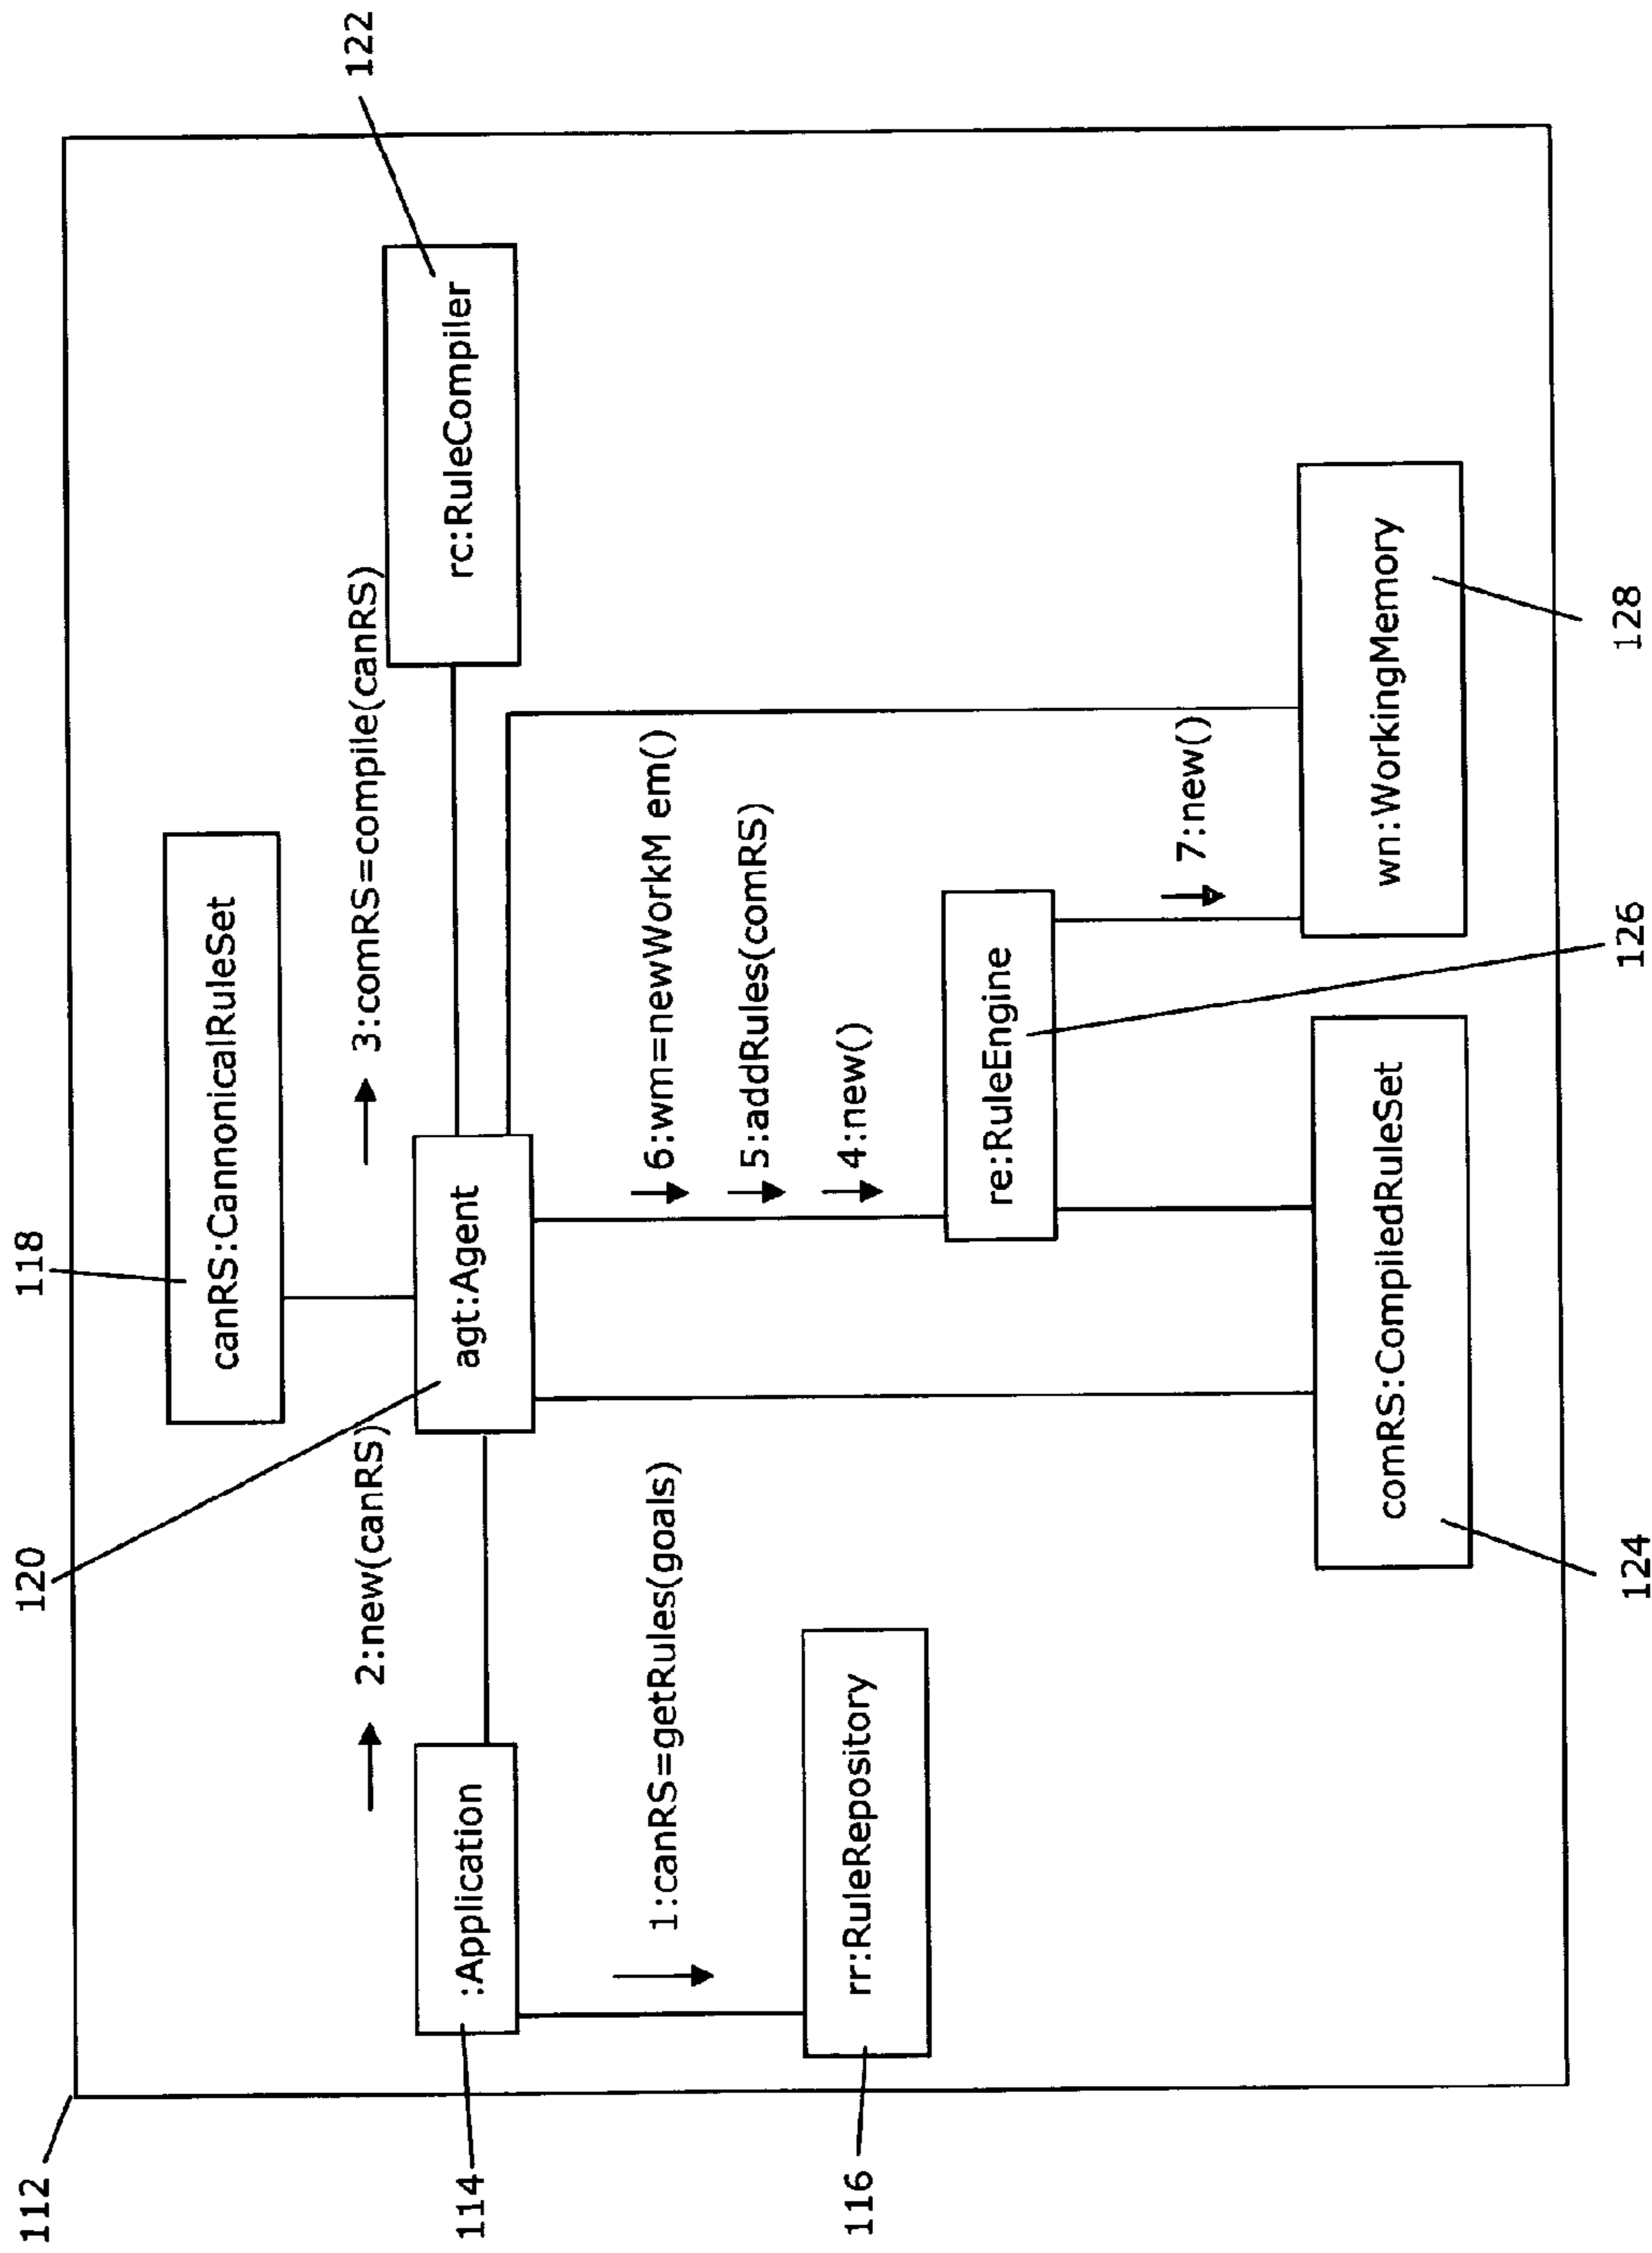 112
118
canRS:CannonicalRuleSet
120
122
2:new(canRS)
3:comRS=compile(canRS)
:Application
agt:Agent
rc:RuleCompiler
114
1:canRS=getRules(goals)
6:wm=newWorkM em()
5:addRules(comRS)
4:new()
rr:RuleRepository
116
re:RuleEngine
7:new()
comRS:CompiledRuleSet
wn:WorkingMemory
124
126
128